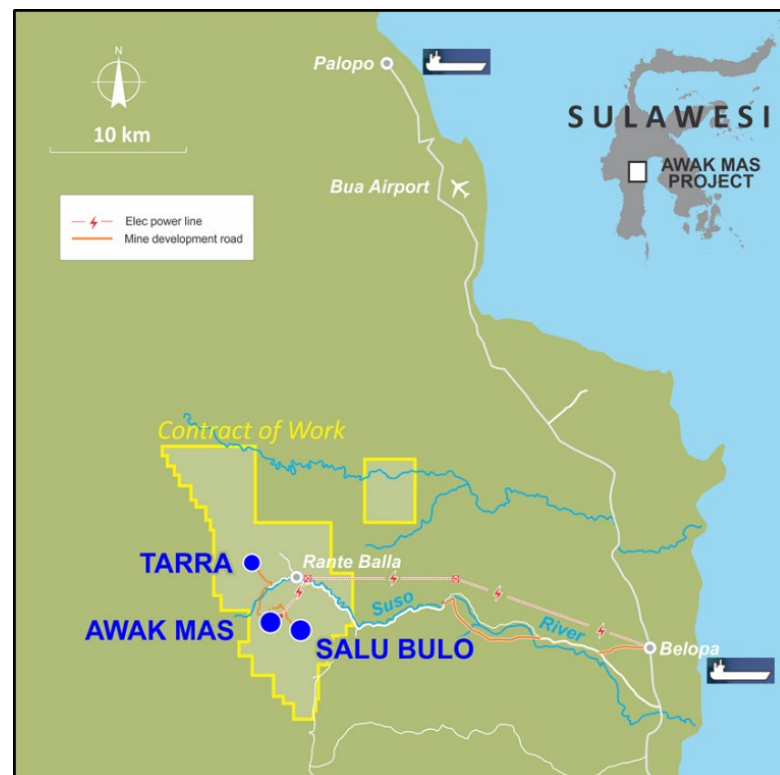 N
10 km
Elec power line
Mine development road
Palopo
Bua Airport
SULAWESI
AWAK MAS
PROJECT
Contract of Work
TARRA
Rante Balla
AWAK MAS
SALU BULO
Suso
River
Belopa